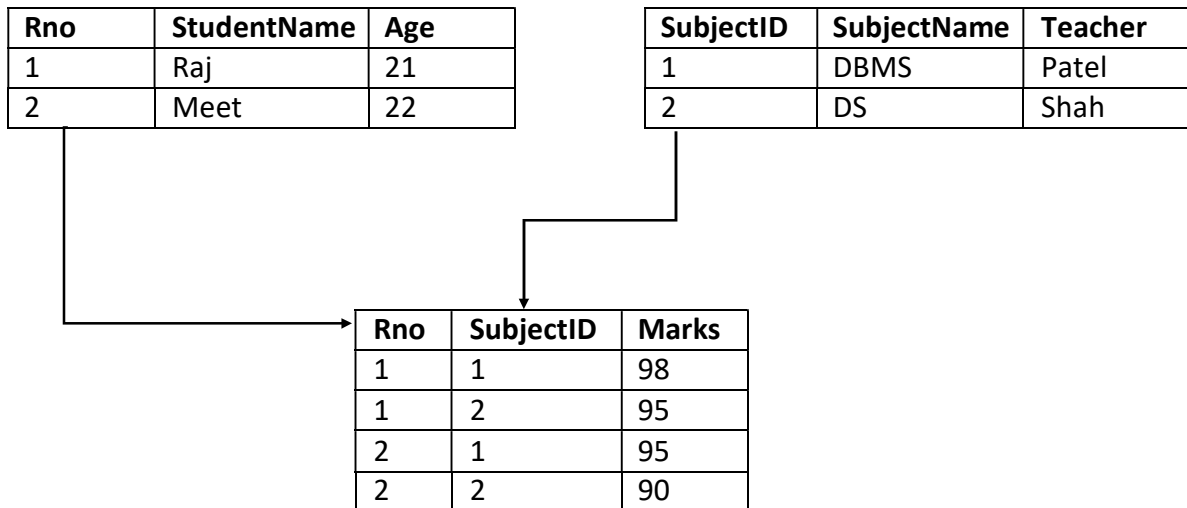 Rno StudentName Age
1 Raj 21
2 Meet 22
SubjectID SubjectName Teacher
1 DBMS Patel
2 DS Shah
Rno SubjectID Marks
1 1 98
1 2 95
2 1 95
2 2 90